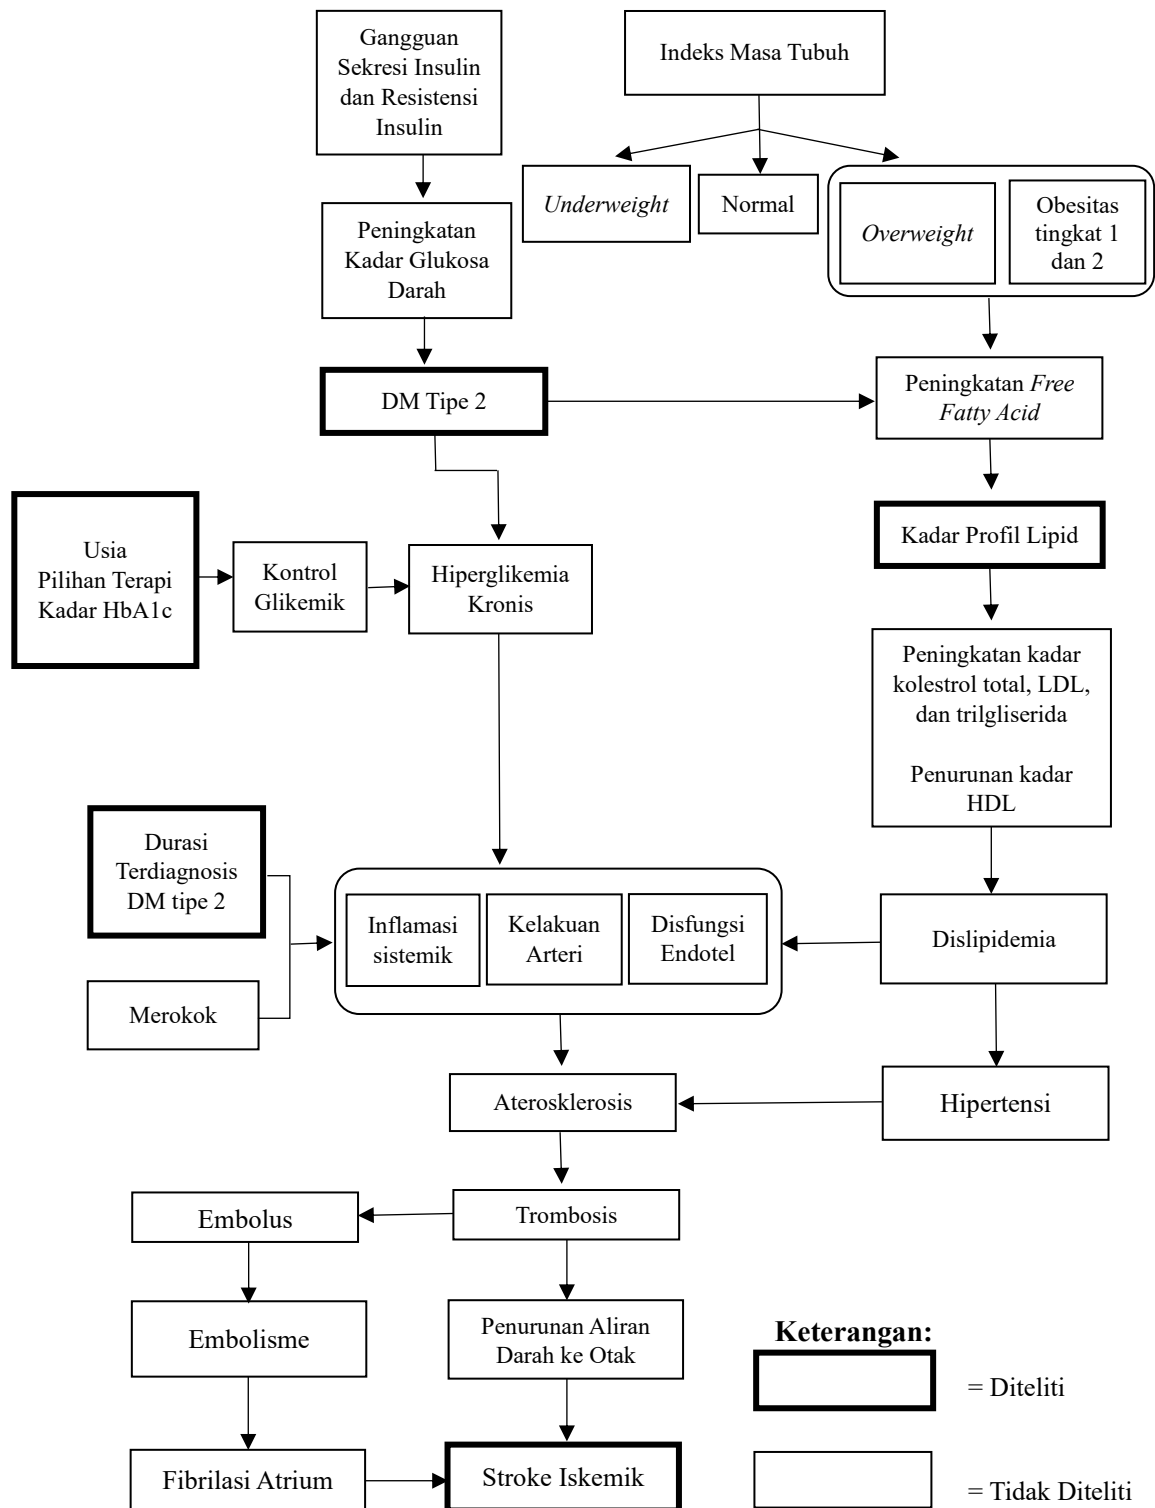 Gangguan
Sekresi Insulin
dan Resistensi
Insulin
Indeks Masa Tubuh
Underweight
Normal
Overweight
Obesitas
tingkat 1
dan 2
Peningkatan
Kadar Glukosa
Darah
DM Tipe 2
Peningkatan Free
Fatty Acid
Usia
Pilihan Terapi
Kadar HbA1c
Kontrol
Glikemik
Hiperglikemia
Kronis
Kadar Profil Lipid
Peningkatan kadar
kolestrol total, LDL,
dan trilgliserida
Penurunan kadar
HDL
Durasi
Terdiagnosis
DM tipe 2
Merokok
Inflamasi
sistemik
Kelakuan
Arteri
Disfungsi
Endotel
Dislipidemia
Aterosklerosis
Hipertensi
Embolus
Trombosis
Embolisme
Penurunan Aliran
Darah ke Otak
Fibrilasi Atrium
Stroke Iskemik
Keterangan:
= Diteliti
= Tidak Diteliti